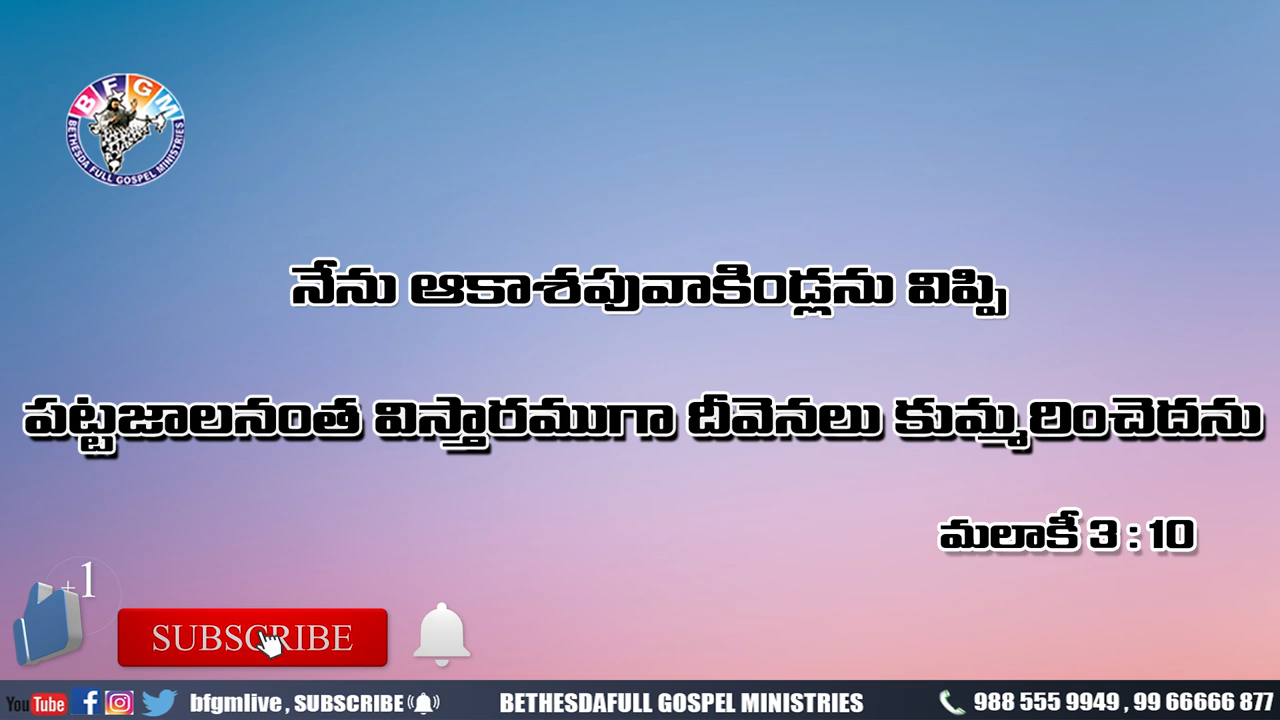 BFGM
BETHESDA FULL GOSPEL MINISTRIES
నేను ఆకాశపువాకిండ్లను విప్పి
పట్టజాలనంత విస్తారముగా దీవెనలు కుమ్మరించెదను
మలాకీ 3 : 10
+1
SUBSCRIBE
YouTube f bfgmlive , SUBSCRIBE BETHESDAFULL GOSPEL MINISTRIES 988 555 9949 , 99 66666 877